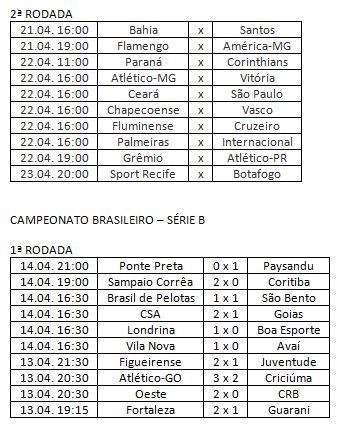 2ª RODADA
21.04. 16:00 Bahia x Santos
21.04. 19:00 Flamengo x América-MG
22.04. 11:00 Paraná x Corinthians
22.04. 16:00 Atlético-MG x Vitória
22.04. 16:00 Ceará x São Paulo
22.04. 16:00 Chapecoense x Vasco
22.04. 16:00 Fluminense x Cruzeiro
22.04. 16:00 Palmeiras x Internacional
22.04. 19:00 Grêmio x Atlético-PR
23.04. 20:00 Sport Recife x Botafogo
CAMPEONATO BRASILEIRO – SÉRIE B
1ª RODADA
14.04. 21:00 Ponte Preta 0 x 1 Paysandu
14.04. 19:00 Sampaio Corrêa 2 x 0 Coritiba
14.04. 16:30 Brasil de Pelotas 1 x 1 São Bento
14.04. 16:30 CSA 2 x 1 Goias
14.04. 16:30 Londrina 1 x 0 Boa Esporte
14.04. 16:30 Vila Nova 1 x 0 Avaí
13.04. 21:30 Figueirense 2 x 1 Juventude
13.04. 20:30 Atlético-GO 3 x 2 Criciúma
13.04. 20:30 Oeste 2 x 0 CRB
13.04. 19:15 Fortaleza 2 x 1 Guarani